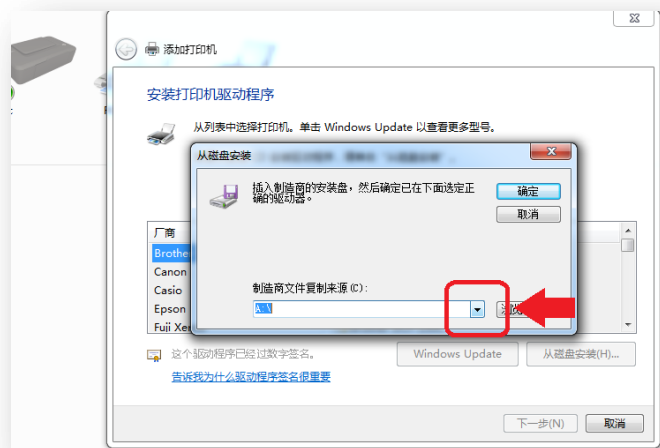 添加打印机
安装打印机驱动程序
从列表中选择打印机。单击 Windows Update 以查看更多型号。
从磁盘安装
插入制造商的安装盘，然后确定已在下面选定正
确的驱动器。
确定
取消
厂商
Brothe
Canon
Casio
Epson
Fuji Xe
制造商文件复制来源(C):
A:\
这个驱动程序已经过数字签名。
告诉我为什么驱动程序签名很重要
Windows Update
从磁盘安装(H)...
下一步(N)
取消